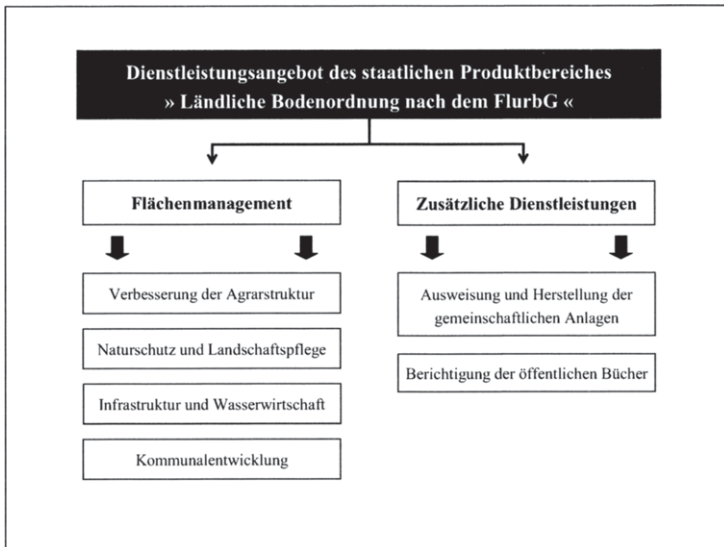 Dienstleistungsangebot des staatlichen Produktbereiches
» Ländliche Bodenordnung nach dem FlurbG «
Flächenmanagement
Verbesserung der Agrarstruktur
Naturschutz und Landschaftspflege
Infrastruktur und Wasserwirtschaft
Kommunalentwicklung
Zusätzliche Dienstleistungen
Ausweisung und Herstellung der
gemeinschaftlichen Anlagen
Berichtigung der öffentlichen Bücher